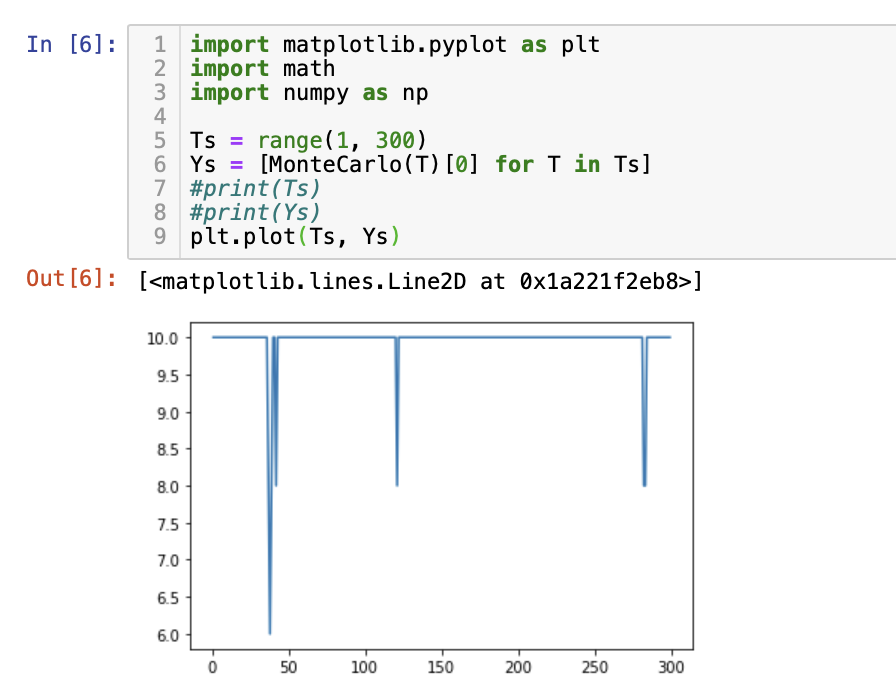 In [6]:
1 import matplotlib.pyplot as plt
2 import math
3 import numpy as np
4
5 Ts = range(1, 300)
6 Ys = [MonteCarlo(T)[0] for T in Ts]
7 #print(Ts)
8 #print(Ys)
9 plt.plot(Ts, Ys)
Out[6]: [<matplotlib.lines.Line2D at 0x1a221f2eb8>]
10.0
9.5
9.0
8.5
8.0
7.5
7.0
6.5
6.0
0 50 100 150 200 250 300